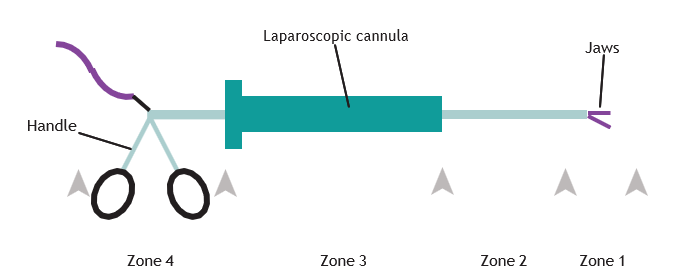 Laparoscopic cannula
Jaws
Handle
Zone 4
Zone 3
Zone 2
Zone 1